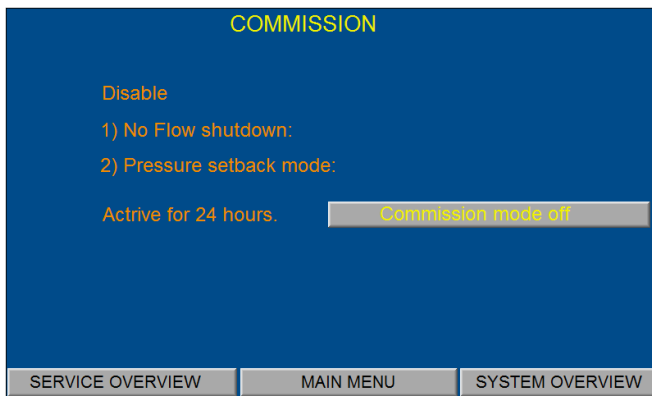 COMMISSION
Disable
1) No Flow shutdown:
2) Pressure setback mode:
Actrive for 24 hours. Commission mode off
SERVICE OVERVIEW MAIN MENU SYSTEM OVERVIEW